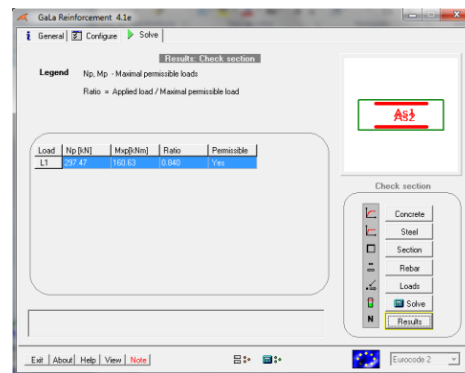 GaLa Reinforcement 4.1e
General Configure Solve
Results: Check section
Legend Np, Mp - Maximal permissible loads
Ratio = Applied load / Maximal permissible load
As1
As2
Load Np [kN] Mxp[kNm] Ratio Permissible
L1 297.47 160.63 0.840 Yes
Check section
Concrete
Steel
Section
Rebar
Loads
Solve
N Results
Exit About Help View Note Eurocode 2